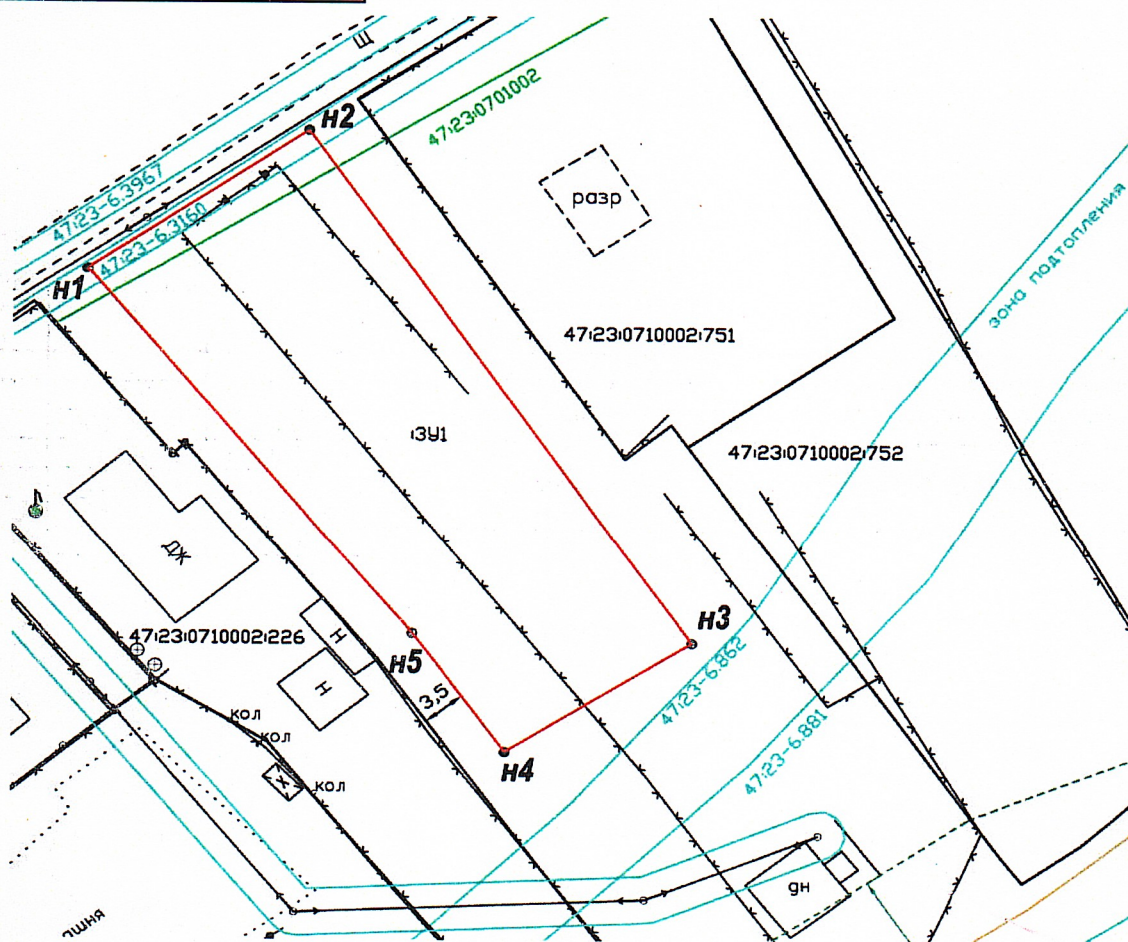 Щ
н2
47:23:0701002
47:23-6.3967
47:23-6.3160
н1
разр
зона подтопления
47:23:0710002:751
:ЗУ1
47:23:0710002:752
ДЖ
47:23:0710002:226
Н
н3
н5
Н
3,5
47:23-6.862
кол
кол
47:23-6.881
н4
Х
кол
дн